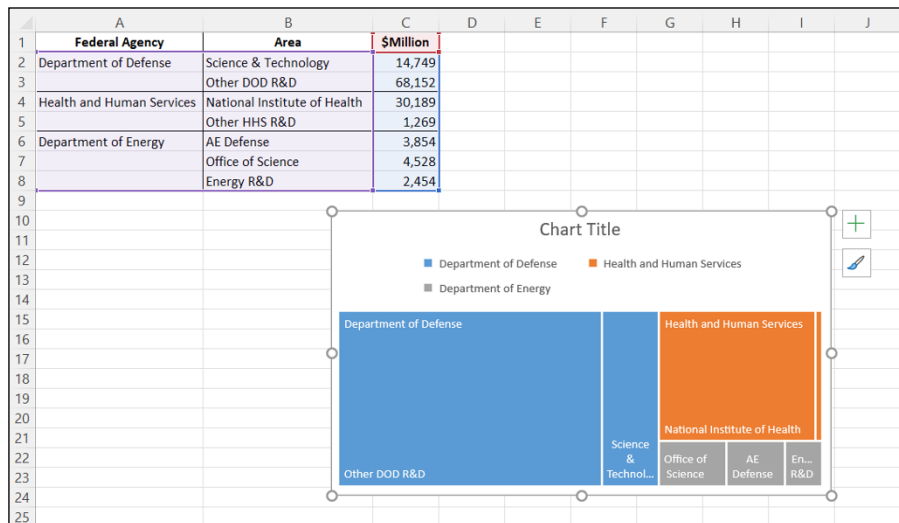 A B C D E F G H I J
1 Federal Agency Area $Million
2 Department of Defense Science & Technology 14,749
3 Other DOD R&D 68,152
4 Health and Human Services National Institute of Health 30,189
5 Other HHS R&D 1,269
6 Department of Energy AE Defense 3,854
7 Office of Science 4,528
8 Energy R&D 2,454
9
10
11
12
13
14
15
16
17
18
19
20
21
22
23
24
25
Chart Title
Department of Defense Health and Human Services
Department of Energy
Department of Defense
Other DOD R&D
Science
&
Technol...
Health and Human Services
National Institute of Health
Office of
Science
AE
Defense
En...
R&D